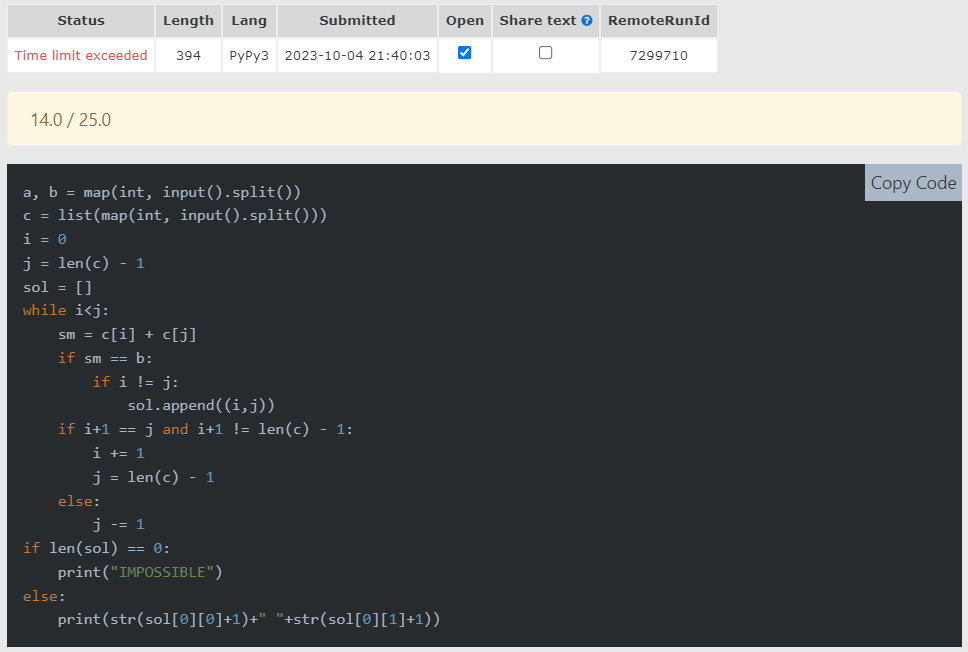 Status Length Lang Submitted Open Share text ? RemoteRunId
Time limit exceeded 394 PyPy3 2023-10-04 21:40:03 7299710
14.0 / 25.0
Copy Code
a, b = map(int, input().split())
c = list(map(int, input().split()))
i = 0
j = len(c) - 1
sol = []
while i<j:
    sm = c[i] + c[j]
    if sm == b:
        if i != j:
            sol.append((i,j))
    if i+1 == j and i+1 != len(c) - 1:
        i += 1
        j = len(c) - 1
    else:
        j -= 1
if len(sol) == 0:
    print("IMPOSSIBLE")
else:
    print(str(sol[0][0]+1)+" "+str(sol[0][1]+1))